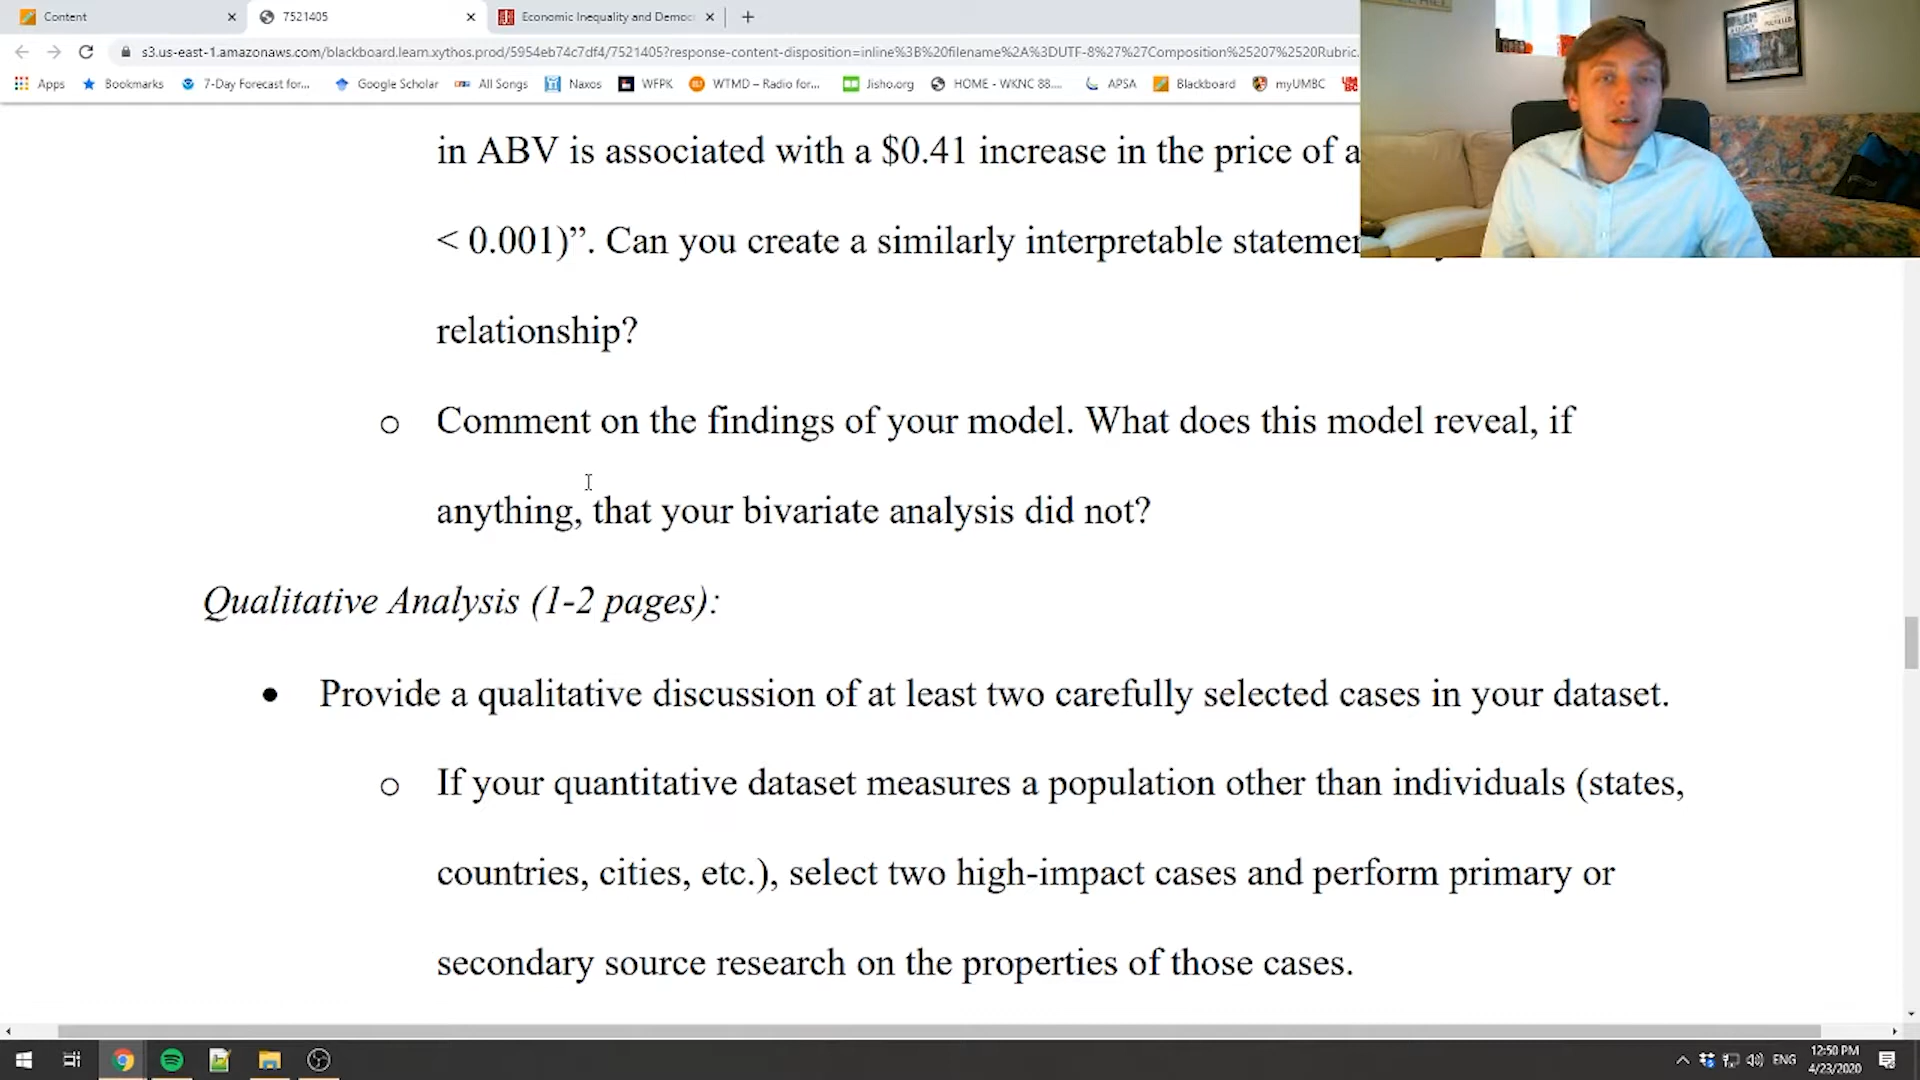 Content
7521405
Economic Inequality and Democ
s3.us-east-1.amazonaws.com/blackboard.learn.xythos.prod/5954eb74c7df4/7521405?response-content-disposition=inline%3B%20filename%2A%3DUTF-8%27%27Composition%25207%2520Rubric.
Apps
Bookmarks
7-Day Forecast for...
Google Scholar
All Songs
Naxos
WFPK
WTMD – Radio for...
Jisho.org
HOME - WKNC 88....
APSA
Blackboard
myUMBC
in ABV is associated with a $0.41 increase in the price of a
< 0.001)”. Can you create a similarly interpretable
relationship?
o Comment on the findings of your model. What does this model reveal, if
anything, that your bivariate analysis did not?
Qualitative Analysis (1-2 pages):
• Provide a qualitative discussion of at least two carefully selected cases in your dataset.
o If your quantitative dataset measures a population other than individuals (states,
countries, cities, etc.), select two high-impact cases and perform primary or
secondary source research on the properties of those cases.
ENG
12:50 PM
4/23/2020